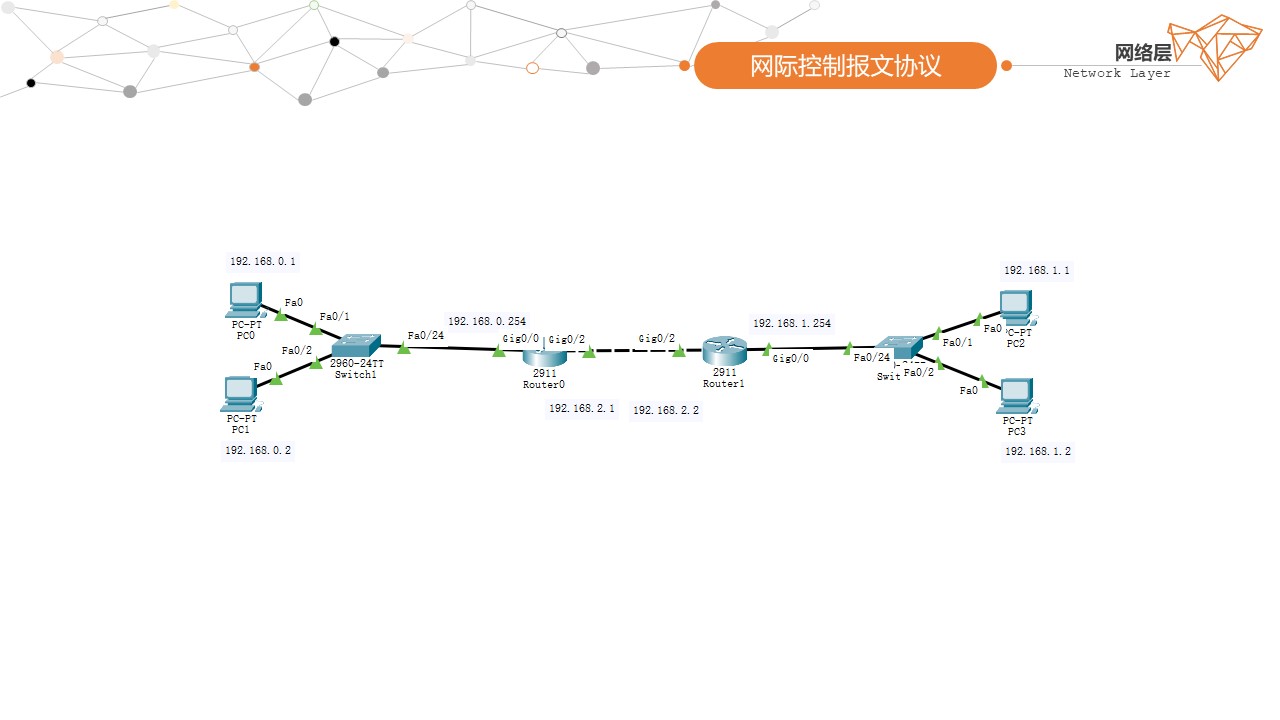 网际控制报文协议
网络层
Network Layer
192.168.0.1
Fa0
PC-PT
PC0
Fa0/1
Fa0/2
Fa0
PC-PT
PC1
192.168.0.2
2960-24TT
Switch1
Fa0/24
192.168.0.254
Gig0/0
Gig0/2
2911
Router0
192.168.2.1
Gig0/2
192.168.2.2
2911
Router1
192.168.1.254
Gig0/0
Fa0/24
Swit
Fa0/1
Fa0/2
192.168.1.1
Fa0
C-PT
PC2
Fa0
PC-PT
PC3
192.168.1.2